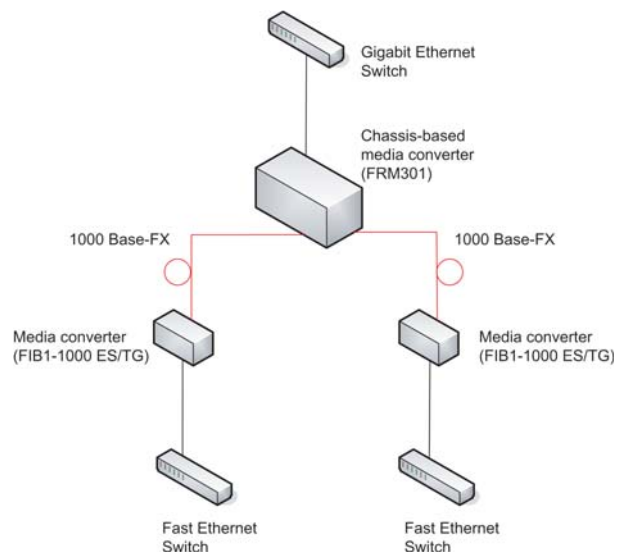 Gigabit Ethernet
Switch
Chassis-based
media converter
(FRM301)
1000 Base-FX
1000 Base-FX
Media converter
(FIB1-1000 ES/TG)
Media converter
(FIB1-1000 ES/TG)
Fast Ethernet
Switch
Fast Ethernet
Switch